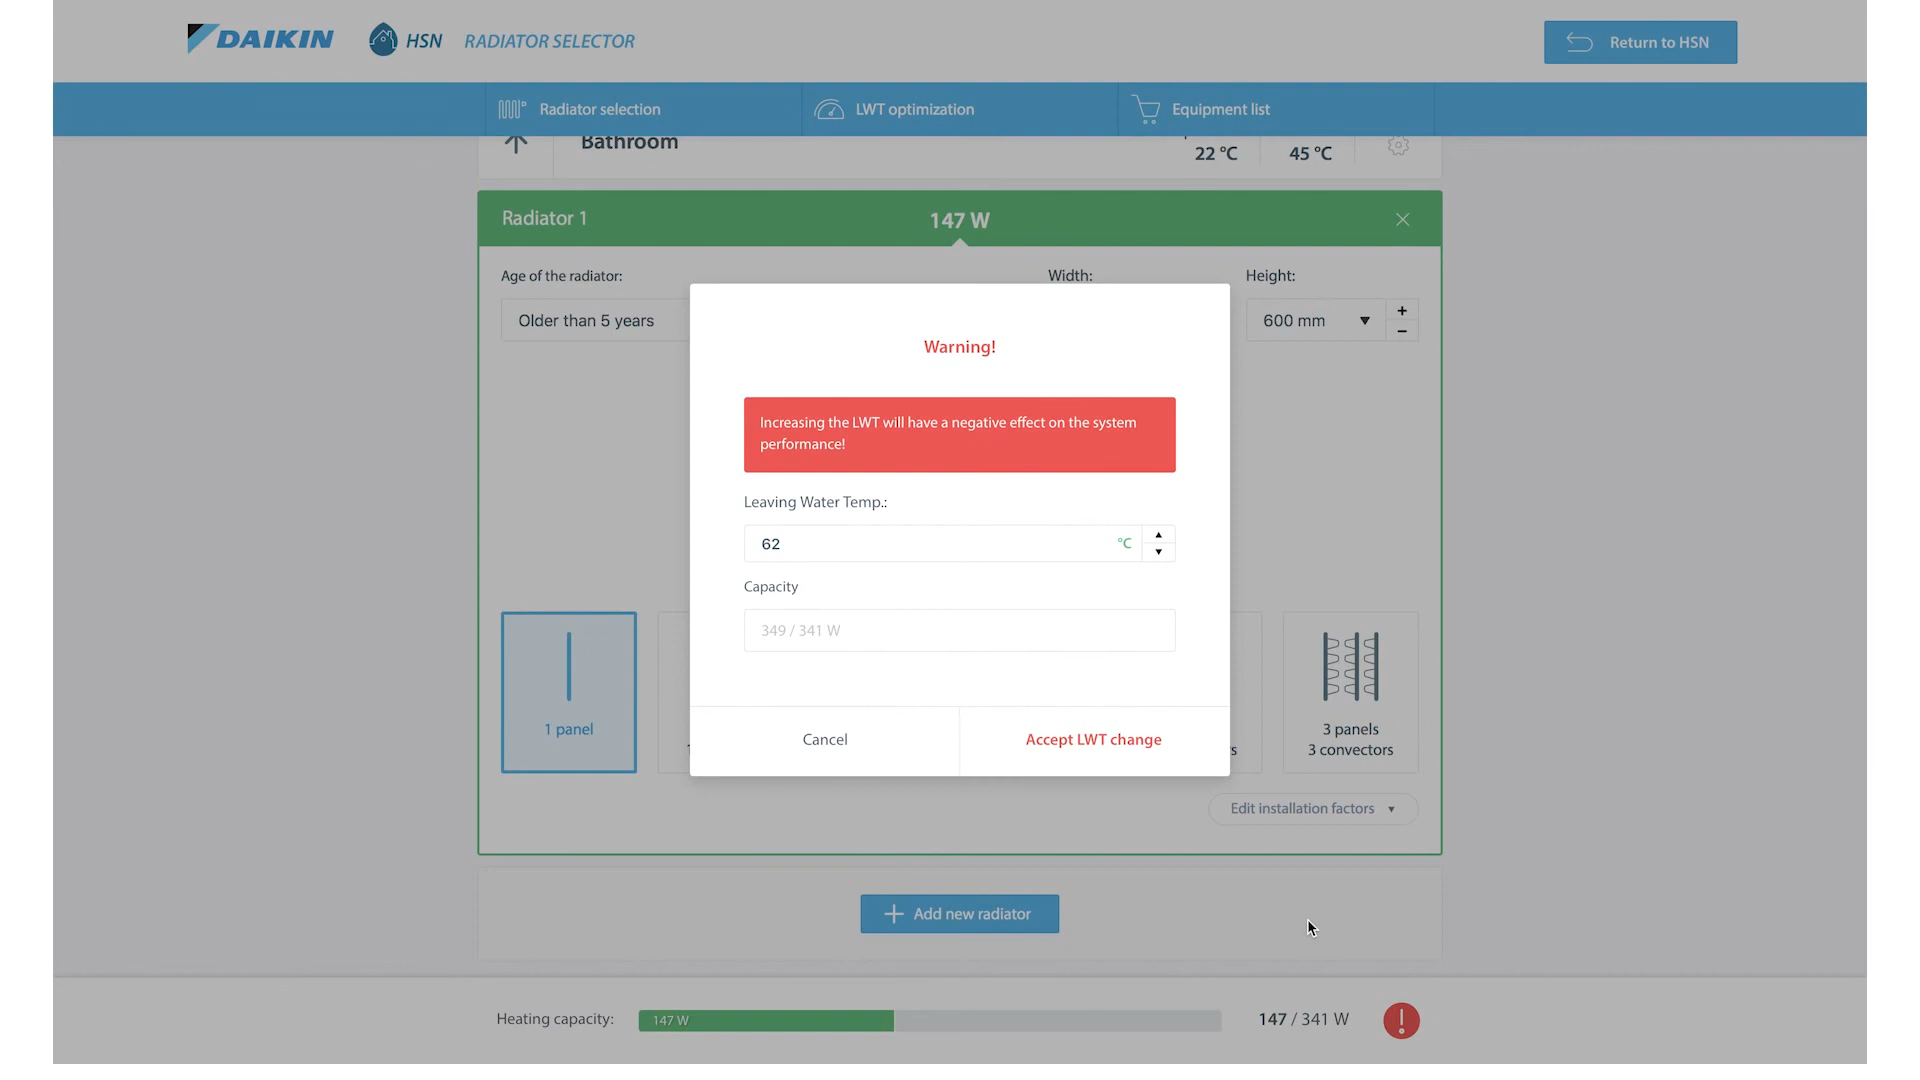 DAIKIN
HSN
RADIATOR SELECTOR
Return to HSN
Radiator selection
LWT optimization
Equipment list
Bathroom
22 °C
45 °C
Radiator 1
147 W
Age of the radiator:
Width:
Height:
Older than 5 years
600 mm
Warning!
Increasing the LWT will have a negative effect on the system
performance!
Leaving Water Temp.:
62
°C
Capacity
349 / 341 W
1 panel
3 panels
3 convectors
Cancel
Accept LWT change
Edit installation factors
Add new radiator
Heating capacity:
147 W
147 / 341 W